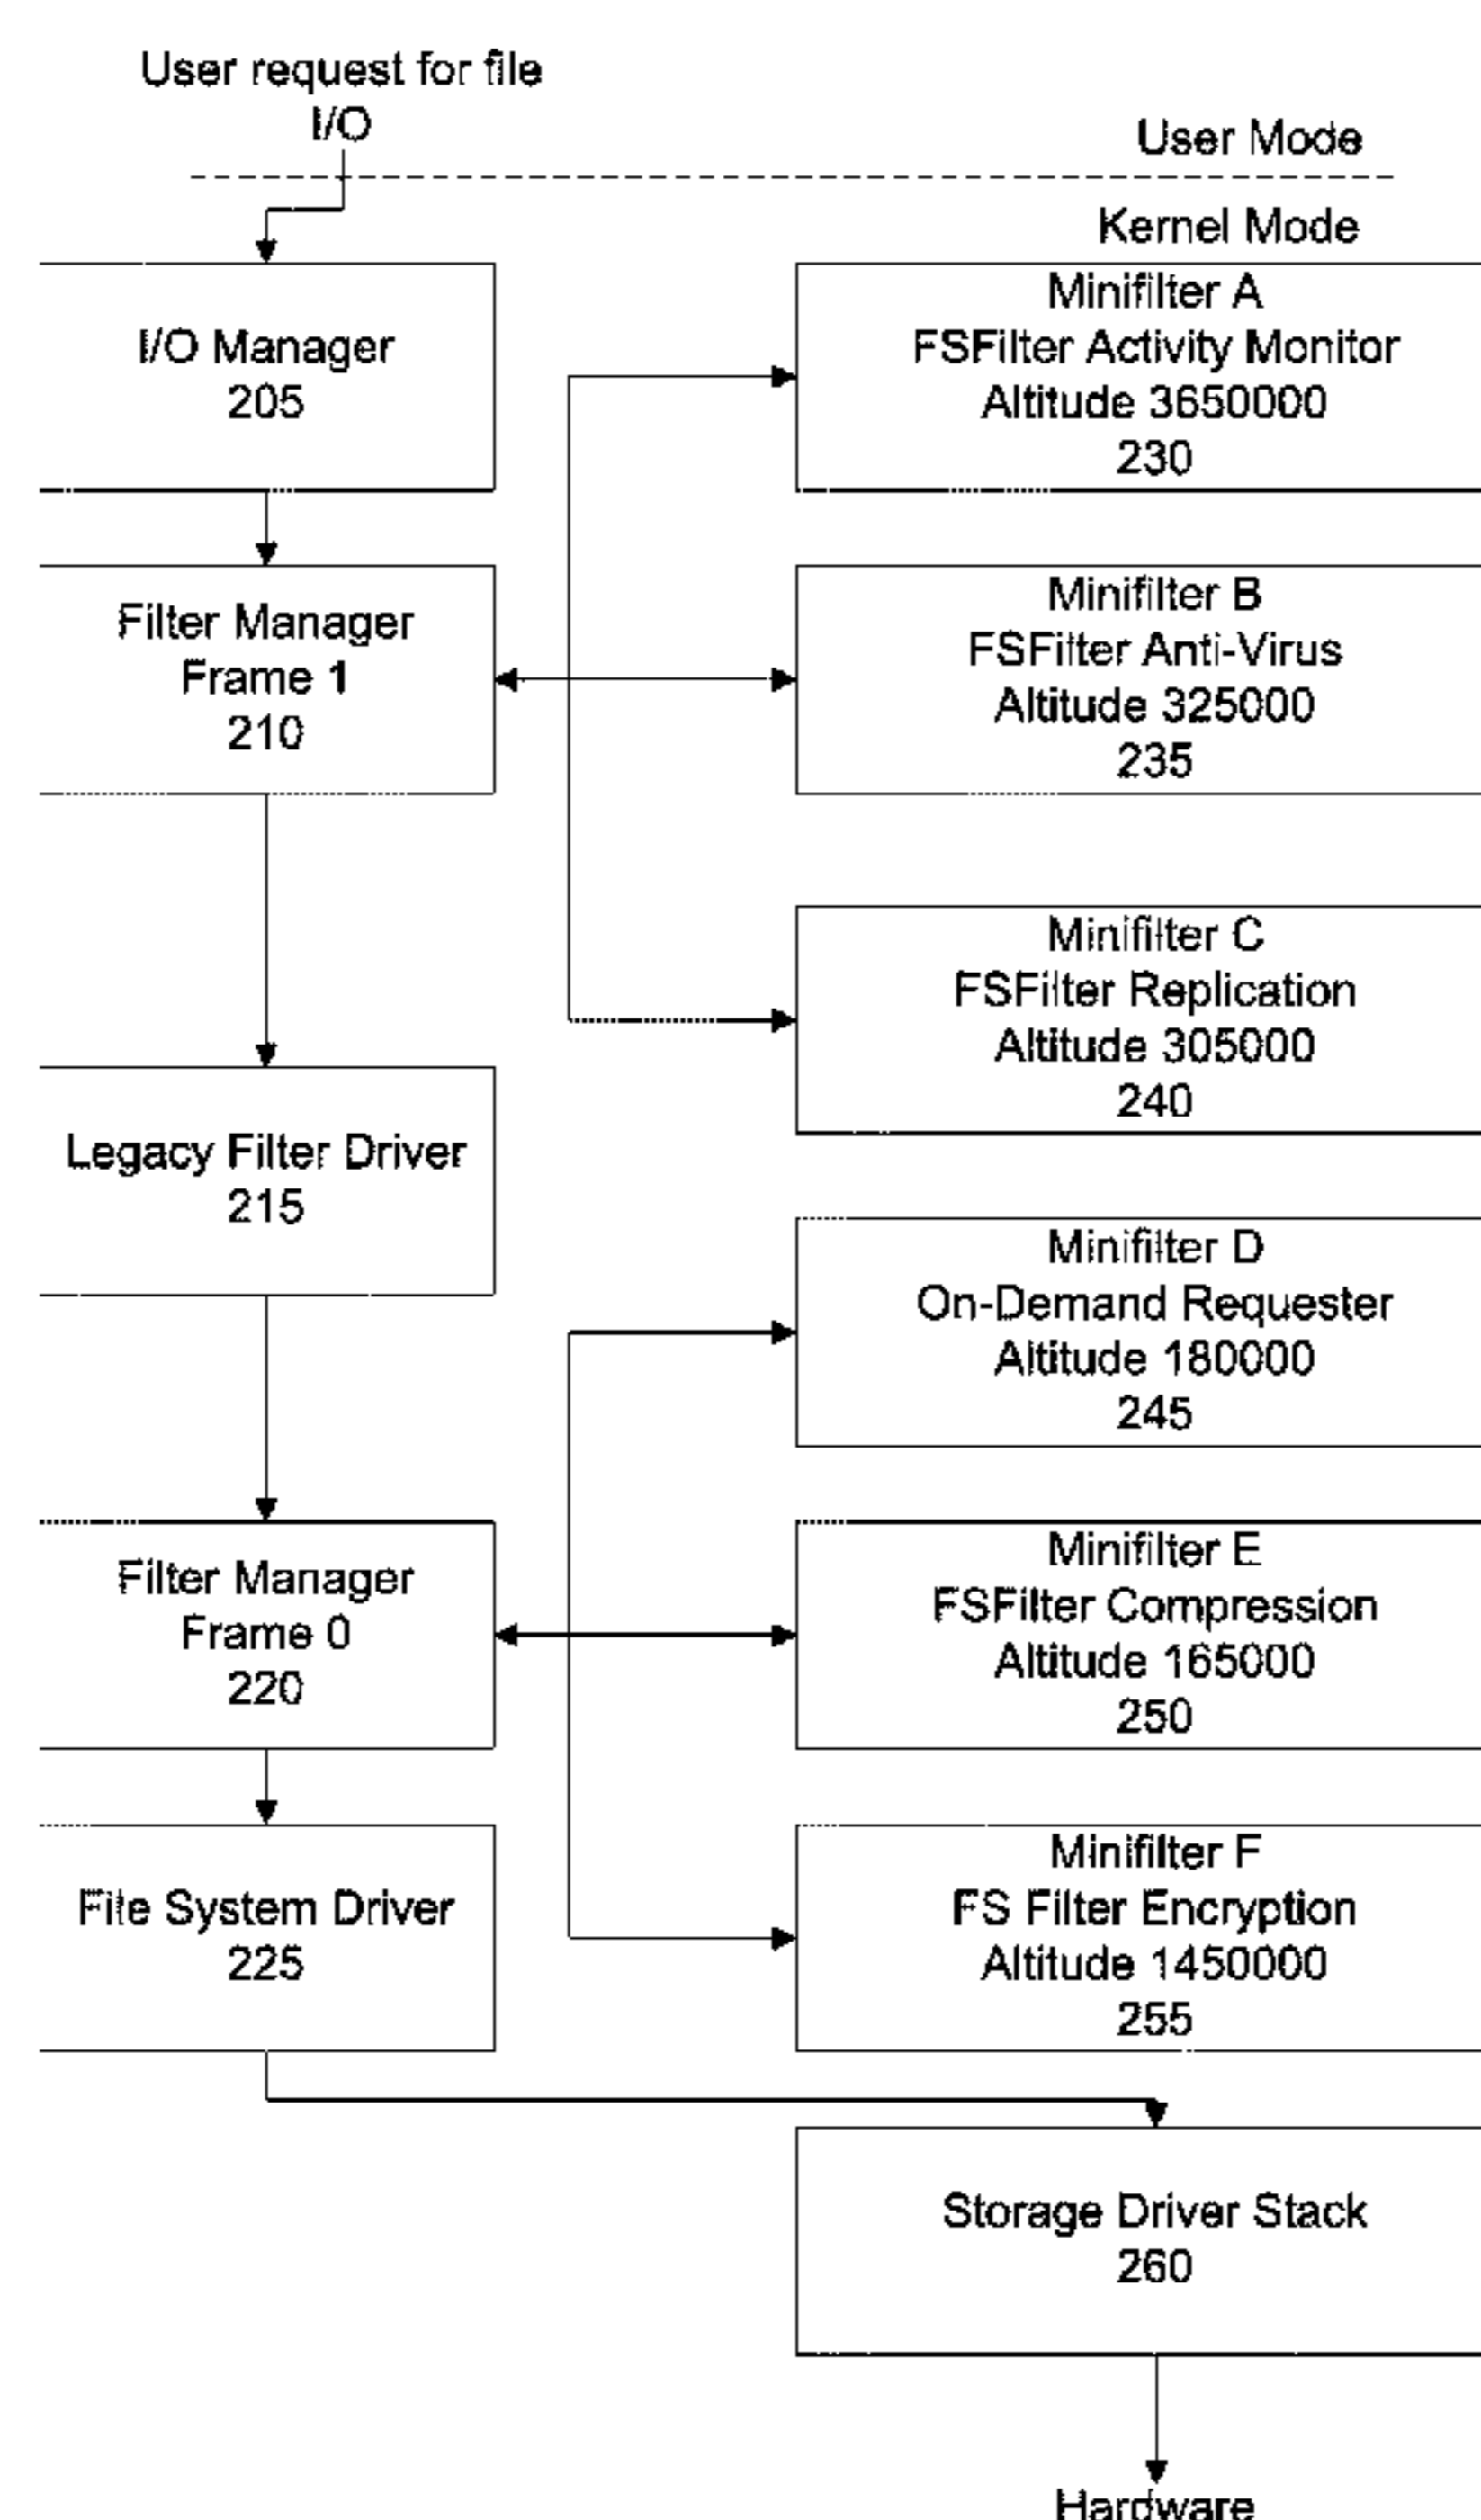 User request for file
I/O
User Mode
Kernel Mode
I/O Manager
205
Minifilter A
FSFilter Activity Monitor
Altitude 3650000
230
Filter Manager
Frame 1
210
Minifilter B
FSFilter Anti-Virus
Altitude 325000
235
Minifilter C
FSFilter Replication
Altitude 305000
240
Legacy Filter Driver
215
Minifilter D
On-Demand Requester
Altitude 180000
245
Filter Manager
Frame 0
220
Minifilter E
FSFilter Compression
Altitude 165000
250
File System Driver
225
Minifilter F
FS Filter Encryption
Altitude 1450000
255
Storage Driver Stack
260
Hardware